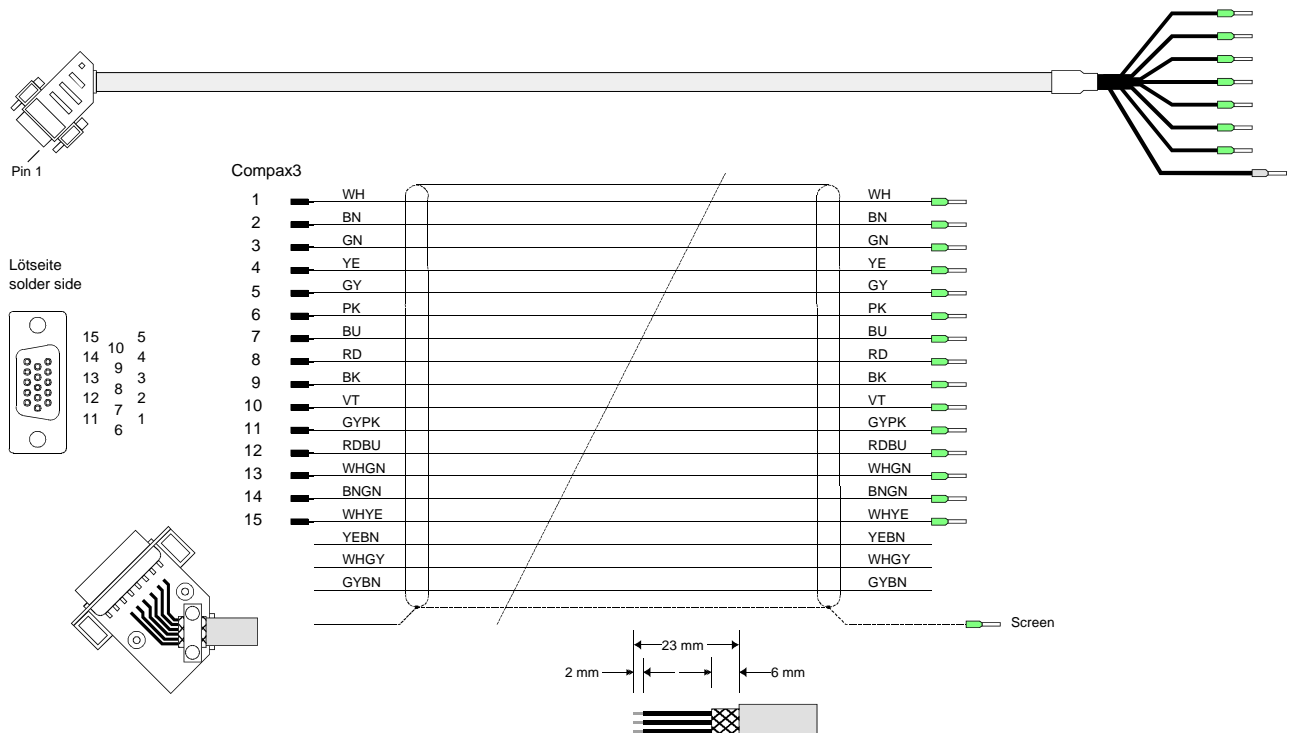 Pin 1
Compax3
1 WH WH
2 BN BN
3 GN GN
4 YE YE
5 GY GY
6 PK PK
7 BU BU
8 RD RD
9 BK BK
10 VT VT
11 GYPK GYPK
12 RDBU RDBU
13 WHGN WHGN
14 BNGN BNGN
15 WHYE WHYE
YEBN YEBN
WHGY WHGY
GYBN GYBN
Screen
Lötseite
solder side
15 5
10
14 4
9
13 3
8
12 2
7
11 1
6
23 mm
2 mm 6 mm